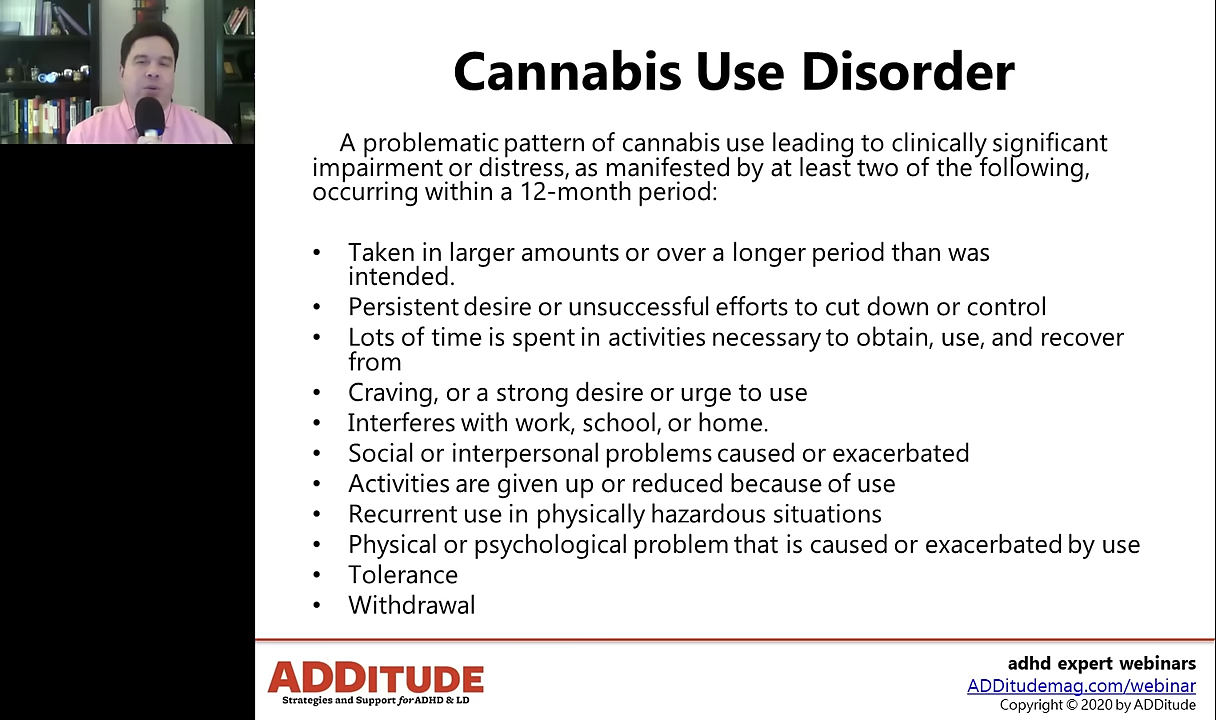 Cannabis Use Disorder
A problematic pattern of cannabis use leading to clinically significant
impairment or distress, as manifested by at least two of the following,
occurring within a 12-month period:
• Taken in larger amounts or over a longer period than was
intended.
• Persistent desire or unsuccessful efforts to cut down or control
• Lots of time is spent in activities necessary to obtain, use, and recover
from
• Craving, or a strong desire or urge to use
• Interferes with work, school, or home.
• Social or interpersonal problems caused or exacerbated
• Activities are given up or reduced because of use
• Recurrent use in physically hazardous situations
• Physical or psychological problem that is caused or exacerbated by use
• Tolerance
• Withdrawal
ADDITUDE
Strategies and Support for ADHD & LD
adhd expert webinars
ADDitudemag.com/webinar
Copyright © 2020 by ADDitude